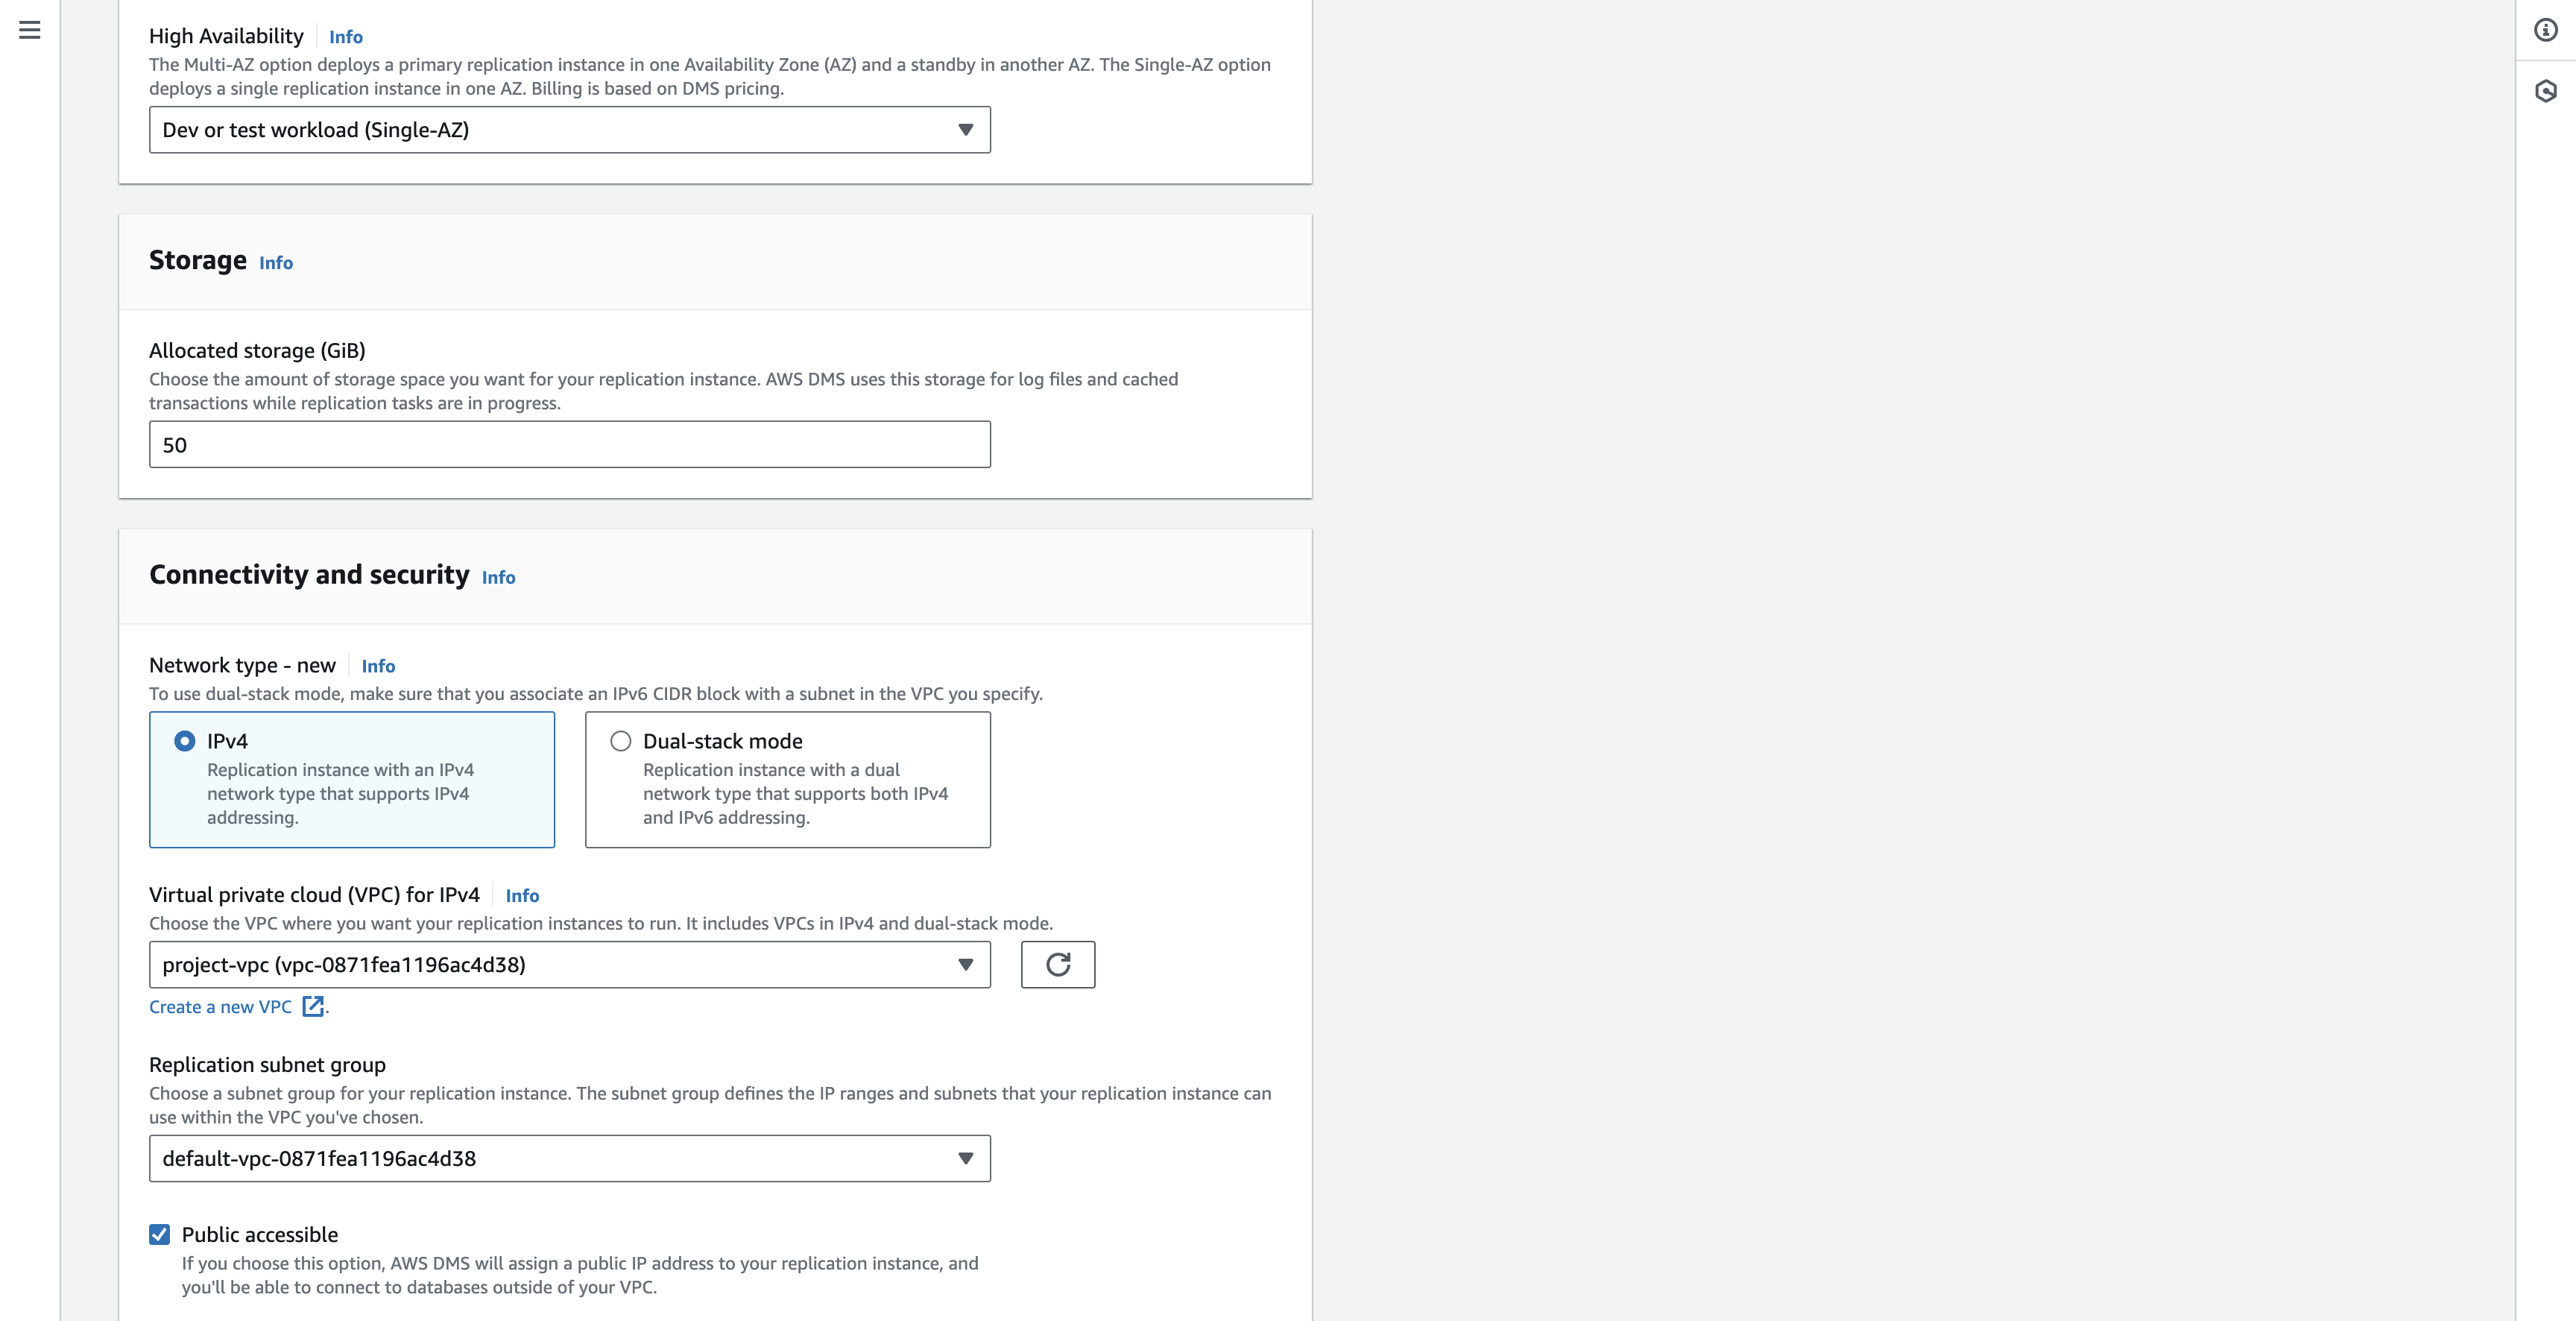 High Availability Info
The Multi-AZ option deploys a primary replication instance in one Availability Zone (AZ) and a standby in another AZ. The Single-AZ option
deploys a single replication instance in one AZ. Billing is based on DMS pricing.
Dev or test workload (Single-AZ)
Storage Info
Allocated storage (GiB)
Choose the amount of storage space you want for your replication instance. AWS DMS uses this storage for log files and cached
transactions while replication tasks are in progress.
50
Connectivity and security Info
Network type - new Info
To use dual-stack mode, make sure that you associate an IPv6 CIDR block with a subnet in the VPC you specify.
IPv4
Replication instance with an IPv4
network type that supports IPv4
addressing.
Dual-stack mode
Replication instance with a dual
network type that supports both IPv4
and IPv6 addressing.
Virtual private cloud (VPC) for IPv4 Info
Choose the VPC where you want your replication instances to run. It includes VPCs in IPv4 and dual-stack mode.
project-vpc (vpc-0871fea1196ac4d38)
Create a new VPC .
Replication subnet group
Choose a subnet group for your replication instance. The subnet group defines the IP ranges and subnets that your replication instance can
use within the VPC you've chosen.
default-vpc-0871fea1196ac4d38
Public accessible
If you choose this option, AWS DMS will assign a public IP address to your replication instance, and
you'll be able to connect to databases outside of your VPC.